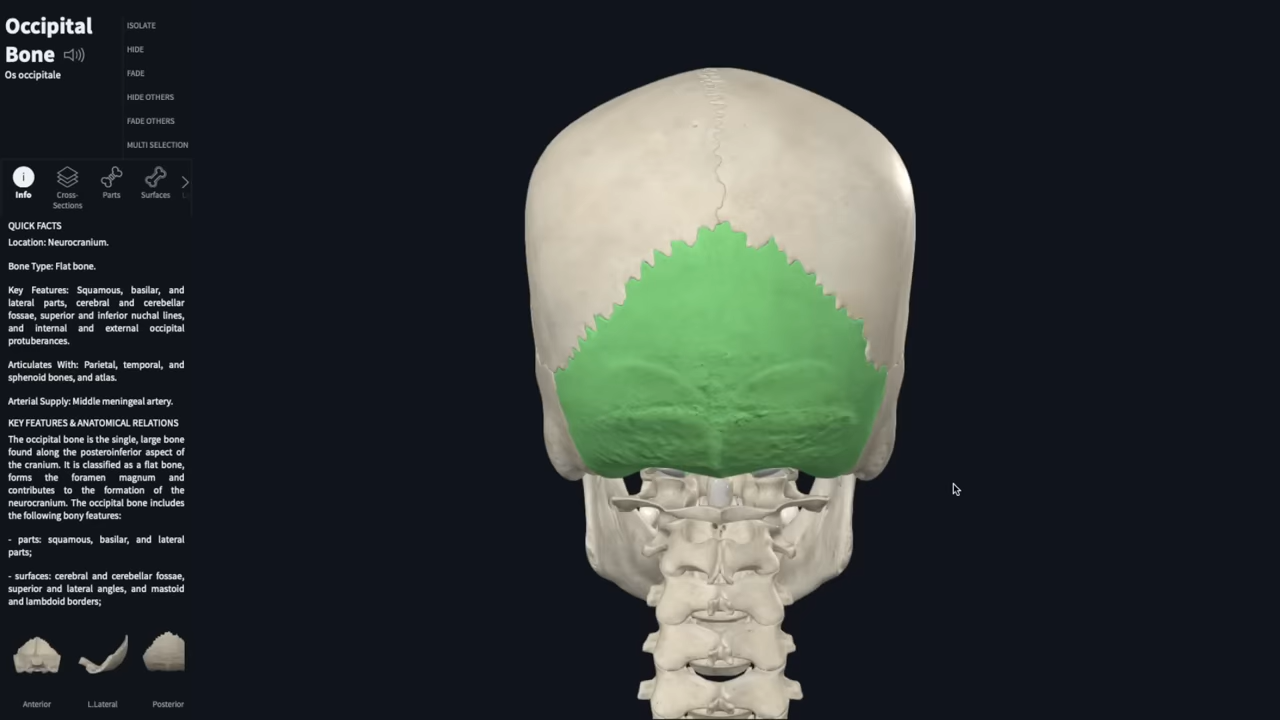 Occipital
Bone
Os occipitale
ISOLATE
HIDE
FADE
HIDE OTHERS
FADE OTHERS
MULTI SELECTION
Info
Cross-
Sections
Parts
Surfaces
QUICK FACTS
Location: Neurocranium.
Bone Type: Flat bone.
Key Features: Squamous, basilar, and
lateral parts, cerebral and cerebellar
fossae, superior and inferior nuchal lines,
and internal and external occipital
protuberances.
Articulates With: Parietal, temporal, and
sphenoid bones, and atlas.
Arterial Supply: Middle meningeal artery.
KEY FEATURES & ANATOMICAL RELATIONS
The occipital bone is the single, large bone
found along the posteroinferior aspect of
the cranium. It is classified as a flat bone,
forms the foramen magnum and
contributes to the formation of the
neurocranium. The occipital bone includes
the following bony features:
- parts: squamous, basilar, and lateral
parts;
- surfaces: cerebral and cerebellar fossae,
superior and lateral angles, and mastoid
and lambdoid borders;
Anterior
L.Lateral
Posterior